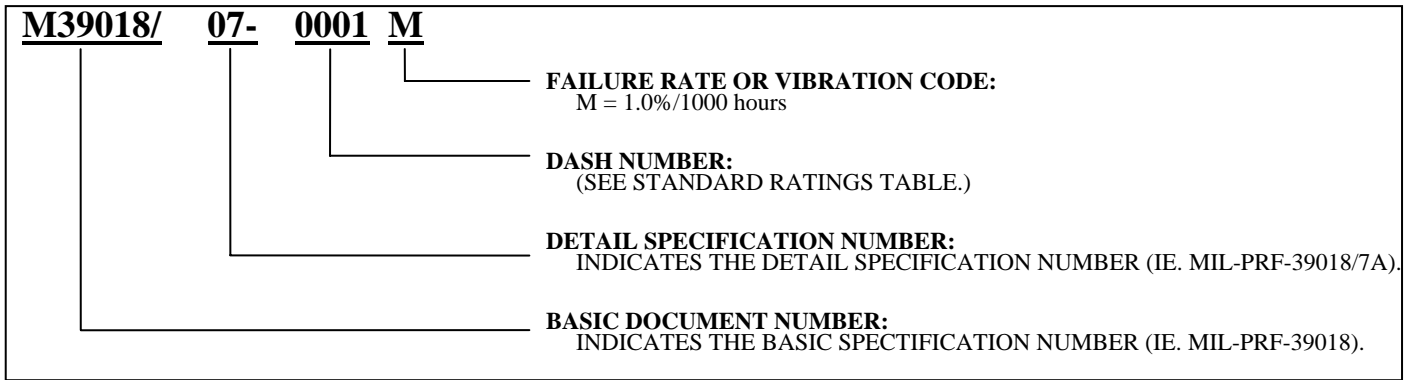 M39018/ 07- 0001 M
FAILURE RATE OR VIBRATION CODE:
M = 1.0%/1000 hours
DASH NUMBER:
(SEE STANDARD RATINGS TABLE.)
DETAIL SPECIFICATION NUMBER:
INDICATES THE DETAIL SPECIFICATION NUMBER (IE. MIL-PRF-39018/7A).
BASIC DOCUMENT NUMBER:
INDICATES THE BASIC SPECTIFICATION NUMBER (IE. MIL-PRF-39018).